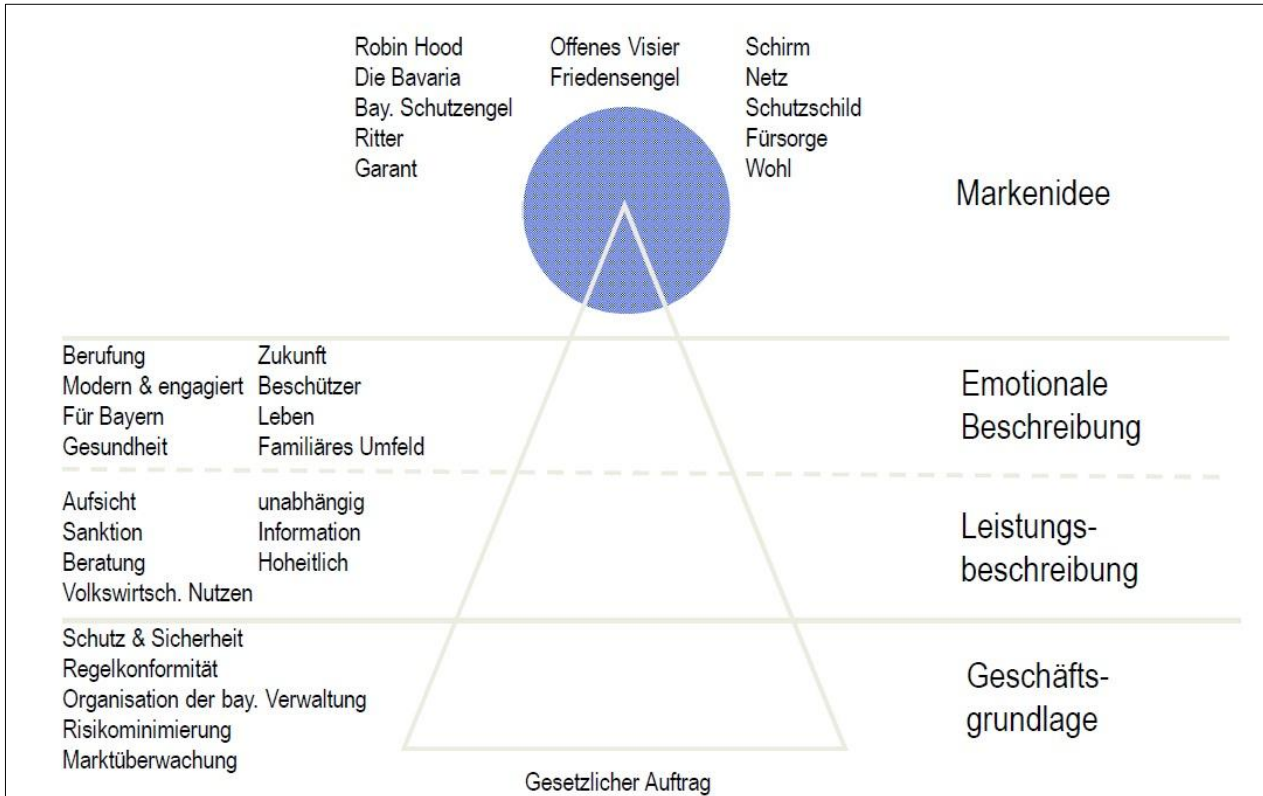 Robin Hood
Die Bavaria
Bay. Schutzengel
Ritter
Garant
Offenes Visier
Friedensengel
Schirm
Netz
Schutzschild
Fürsorge
Wohl
Markenidee
Berufung
Modern & engagiert
Für Bayern
Gesundheit
Zukunft
Beschützer
Leben
Familiäres Umfeld
Emotionale
Beschreibung
Aufsicht
Sanktion
Beratung
Volkswirtsch. Nutzen
unabhängig
Information
Hoheitlich
Leistungs-
beschreibung
Schutz & Sicherheit
Regelkonformität
Organisation der bay. Verwaltung
Risikominimierung
Marktüberwachung
Geschäfts-
grundlage
Gesetzlicher Auftrag